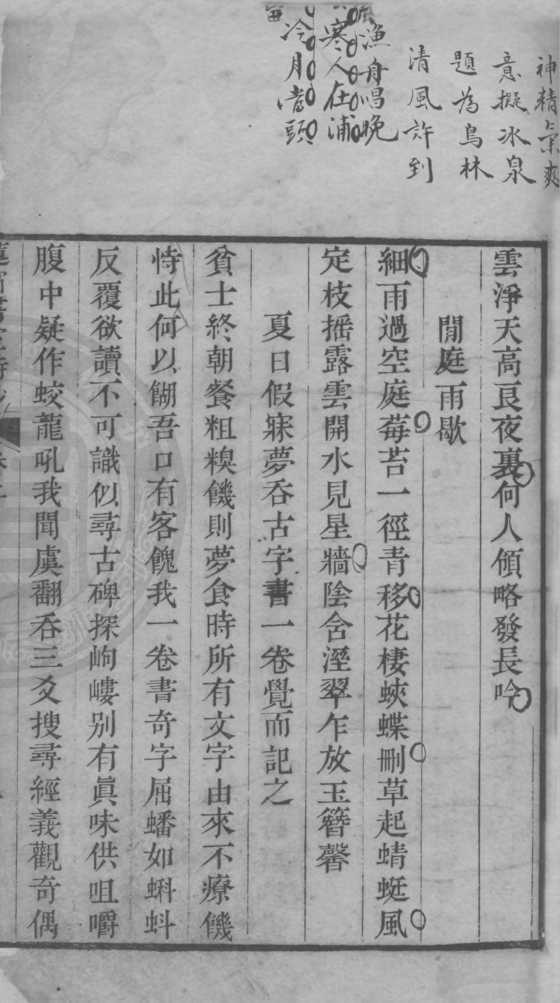 神精氣爽
意擬冰泉
題為烏林
清風許到
漁舟唱晚
寒人在浦
冷月當頭
雲淨天高良夜裏何人領略發長吟
閒庭雨歇
細雨過空庭莓苔一徑青移花棲蛺蝶刪草起蜻蜓風
定枝搖露雲開水見星牆陰含溼翠乍放玉簪馨
夏日假寐夢吞古字書一卷覺而記之
貧士終朝餐粗糗饑則夢食時所有文字由來不療饑
恃此何以餬吾口有客餽我一卷書奇字屈蟠如蝌蚪
反覆欲讀不可識似尋古碑探岣嶁别有眞味供咀嚼
腹中疑作蛟龍吼我聞虞翻吞三爻搜尋經義觀奇偶